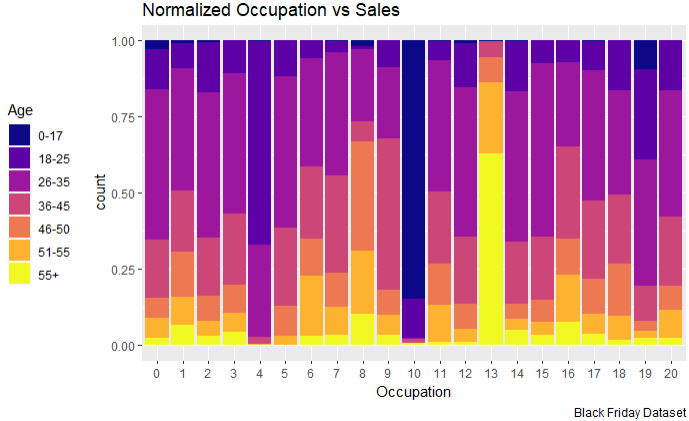 Normalized Occupation vs Sales
Age
0-17
18-25
26-35
36-45
46-50
51-55
55+
count
1.00
0.75
0.50
0.25
0.00
0 1 2 3 4 5 6 7 8 9 10 11 12 13 14 15 16 17 18 19 20
Occupation
Black Friday Dataset